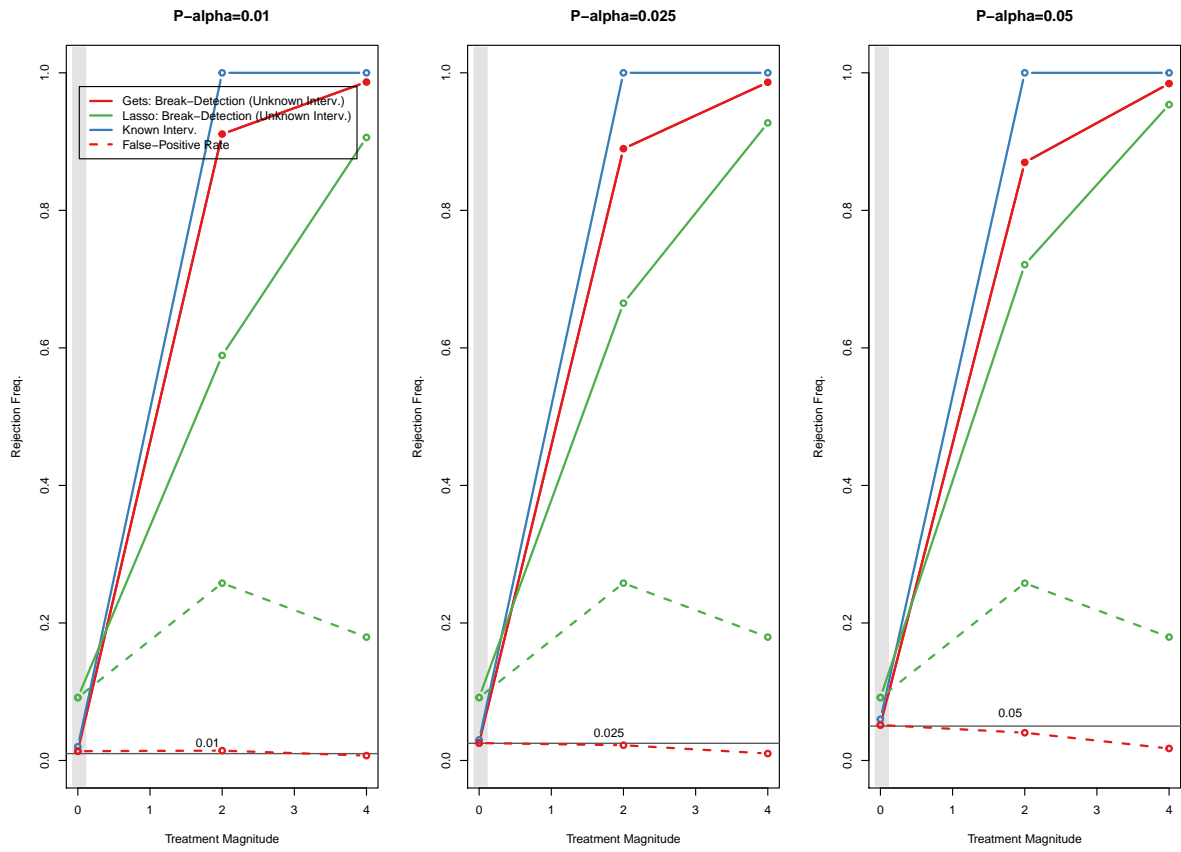 P−alpha=0.01
Rejection Freq.
1.0
0.8
0.6
0.4
0.2
0.0
Gets: Break−Detection (Unknown Interv.)
Lasso: Break−Detection (Unknown Interv.)
Known Interv.
False−Positive Rate
0.01
0 1 2 3 4
Treatment Magnitude
P−alpha=0.025
Rejection Freq.
1.0
0.8
0.6
0.4
0.2
0.0
0.025
0 1 2 3 4
Treatment Magnitude
P−alpha=0.05
Rejection Freq.
1.0
0.8
0.6
0.4
0.2
0.0
0.05
0 1 2 3 4
Treatment Magnitude